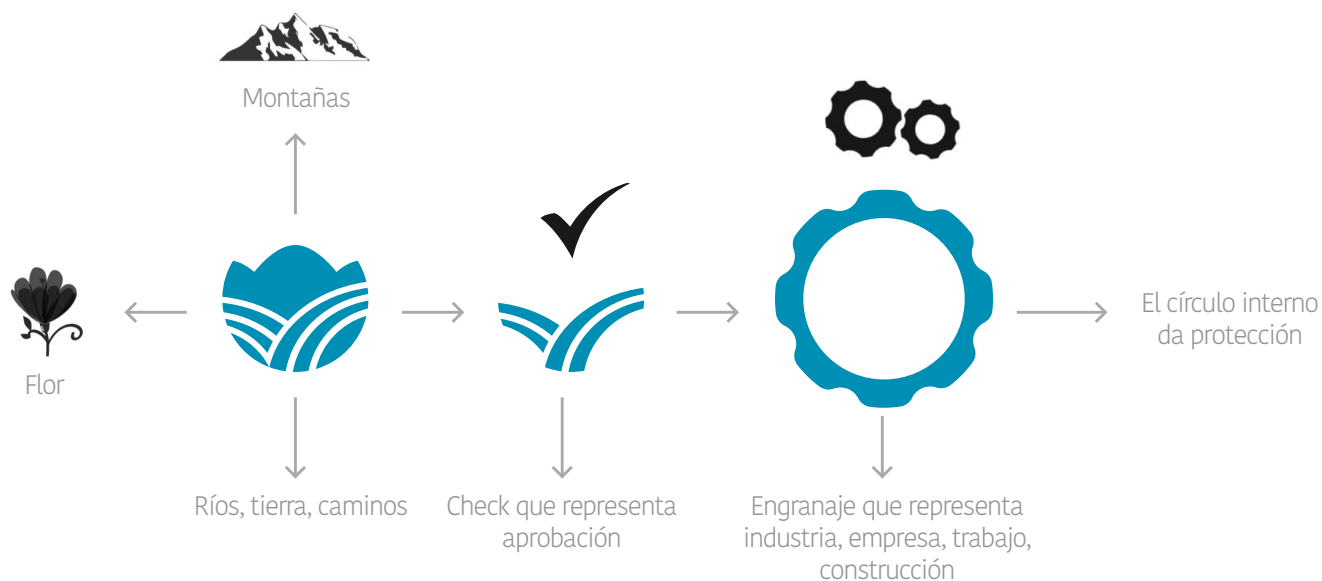 Montañas
Flor
El círculo interno
da protección
Ríos, tierra, caminos
Check que representa
aprobación
Engranaje que representa
industria, empresa, trabajo,
construcción